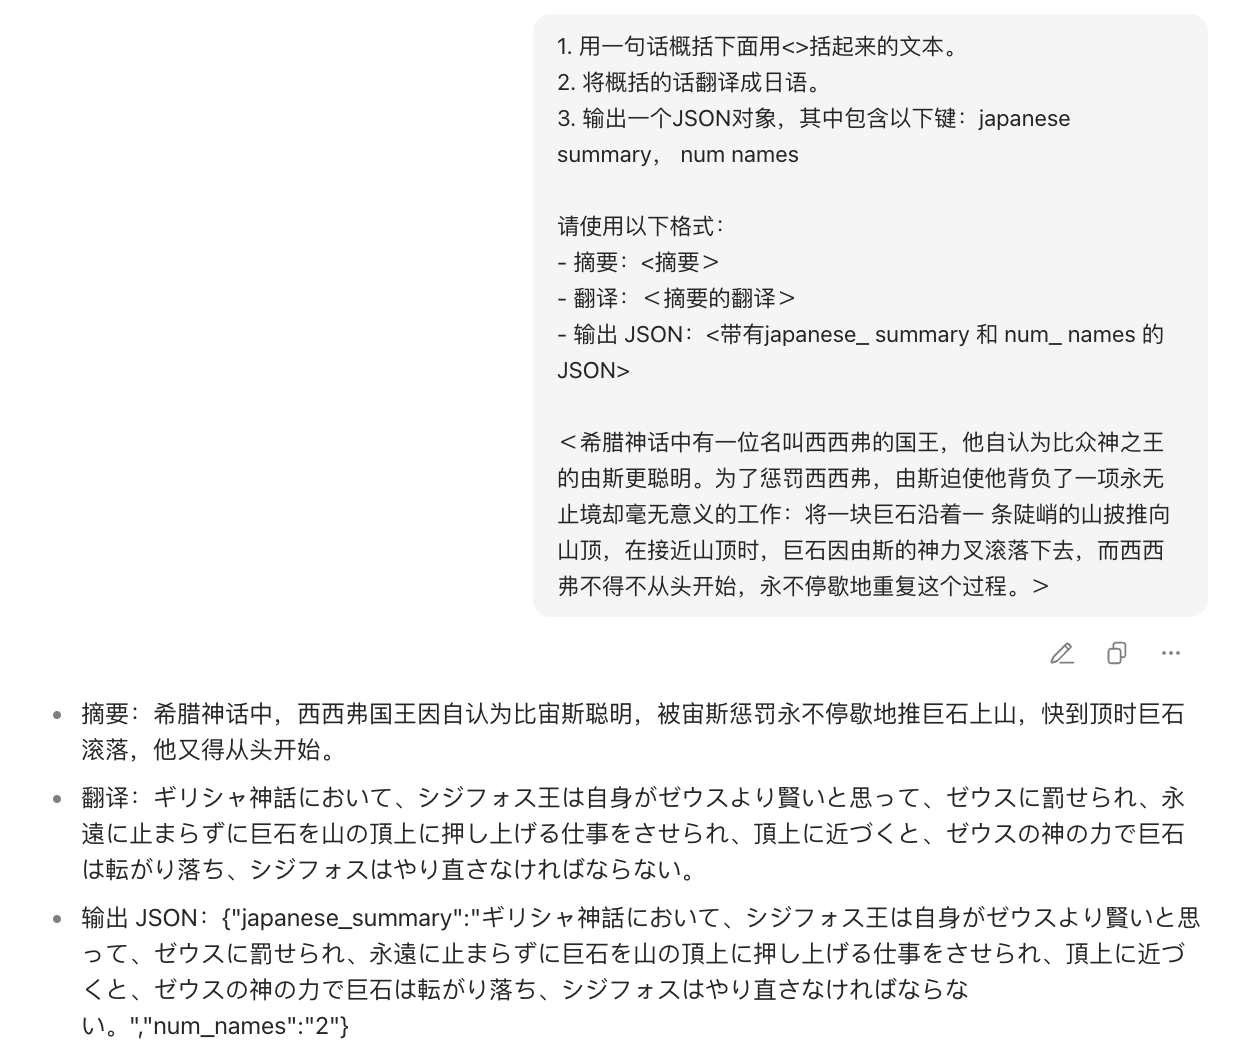 1. 用一句话概括下面用<>括起来的文本。
2. 将概括的话翻译成日语。
3. 输出一个JSON对象，其中包含以下键：japanese
summary， num names
请使用以下格式：
- 摘要：<摘要＞
- 翻译：＜摘要的翻译＞
- 输出 JSON：<带有japanese_ summary 和 num_ names 的
JSON>
＜希腊神话中有一位名叫西西弗的国王，他自认为比众神之王
的由斯更聪明。为了惩罚西西弗，由斯迫使他背负了一项永无
止境却毫无意义的工作：将一块巨石沿着一 条陡峭的山披推向
山顶，在接近山顶时，巨石因由斯的神力叉滚落下去，而西西
弗不得不从头开始，永不停歇地重复这个过程。＞
摘要：希腊神话中，西西弗国王因自认为比宙斯聪明，被宙斯惩罚永不停歇地推巨石上山，快到顶时巨石
滚落，他又得从头开始。
翻译：ギリシャ神話において、シジフォス王は自身がゼウスより賢いと思って、ゼウスに罰せられ、永
遠に止まらずに巨石を山の頂上に押し上げる仕事をさせられ、頂上に近づくと、ゼウスの神の力で巨石
は転がり落ち、シジフォスはやり直さなければならない。
输出 JSON：{"japanese_summary":"ギリシャ神話において、シジフォス王は自身がゼウスより賢いと思
って、ゼウスに罰せられ、永遠に止まらずに巨石を山の頂上に押し上げる仕事をさせられ、頂上に近づ
くと、ゼウスの神の力で巨石は転がり落ち、シジフォスはやり直さなければならな
い。","num_names":"2"}